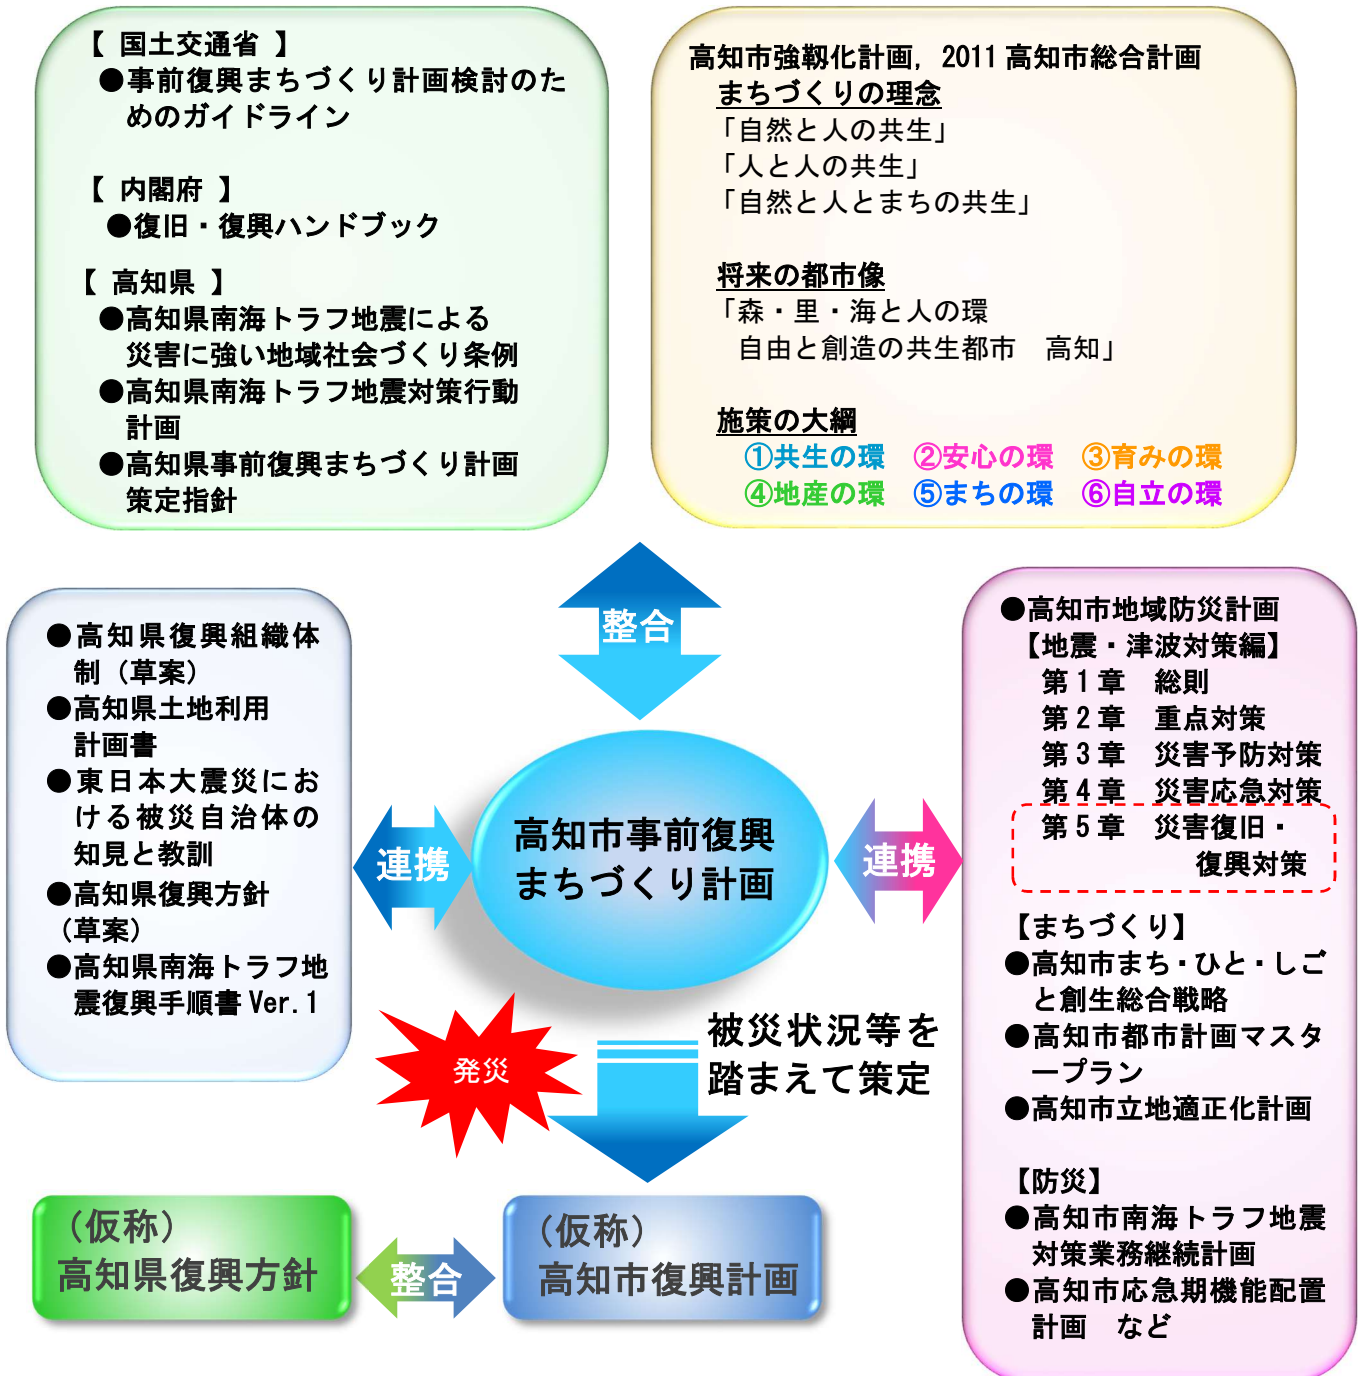 【 国土交通省 】
●事前復興まちづくり計画検討のた
めのガイドライン
【 内閣府 】
●復旧・復興ハンドブック
【 高知県 】
●高知県南海トラフ地震による
災害に強い地域社会づくり条例
●高知県南海トラフ地震対策行動
計画
●高知県事前復興まちづくり計画
策定指針
高知市強靱化計画，2011高知市総合計画
まちづくりの理念
「自然と人の共生」
「人と人の共生」
「自然と人とまちの共生」
将来の都市像
「森・里・海と人の環
自由と創造の共生都市　高知」
施策の大綱
①共生の環　②安心の環　③育みの環
④地産の環　⑤まちの環　⑥自立の環
整合
●高知県復興組織体
制（草案）
●高知県土地利用
計画書
●東日本大震災にお
ける被災自治体の
知見と教訓
●高知県復興方針
（草案）
●高知県南海トラフ地
震復興手順書Ver.1
連携
高知市事前復興
まちづくり計画
連携
●高知市地域防災計画
【地震・津波対策編】
第1章　総則
第2章　重点対策
第3章　災害予防対策
第4章　災害応急対策
第5章　災害復旧・
復興対策
【まちづくり】
●高知市まち・ひと・しご
と創生総合戦略
●高知市都市計画マスタ
ープラン
●高知市立地適正化計画
【防災】
●高知市南海トラフ地震
対策業務継続計画
●高知市応急期機能配置
計画　など
発災
被災状況等を
踏まえて策定
（仮称）
高知県復興方針
整合
（仮称）
高知市復興計画